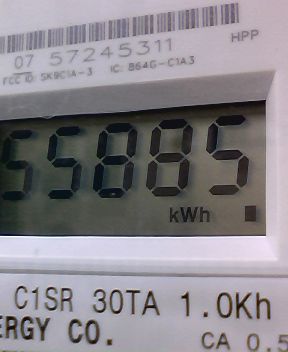 07 57245311
HPP
FCC ID: SK9C1A-3 IC: 864G-C1A3
55885
kWh
C1SR 30TA 1.0Kh
ERGY CO.
CA 0.5